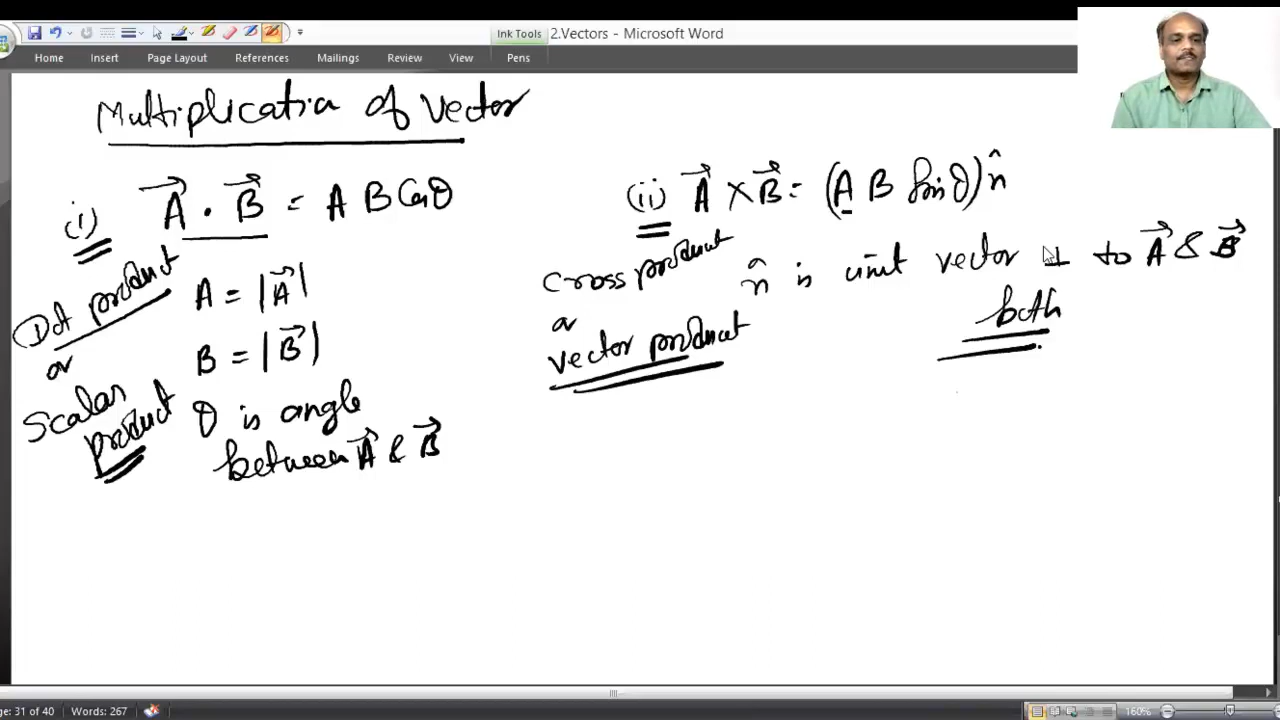 Ink Tools 2.Vectors - Microsoft Word
Home Insert Page Layout References Mailings Review View Pens
Multiplication of vector
(i) A⃗ . B⃗ = A B Cosθ
Dot product
or
Scalar product
A = |A⃗|
B = |B⃗|
θ is angle
between A⃗ & B⃗
(ii) A⃗ × B⃗ = (A B Sinθ) n̂
Cross product
or
vector product
n̂ is unit vector ⊥ to A⃗ & B⃗
both
ge: 31 of 40 Words: 267 160%